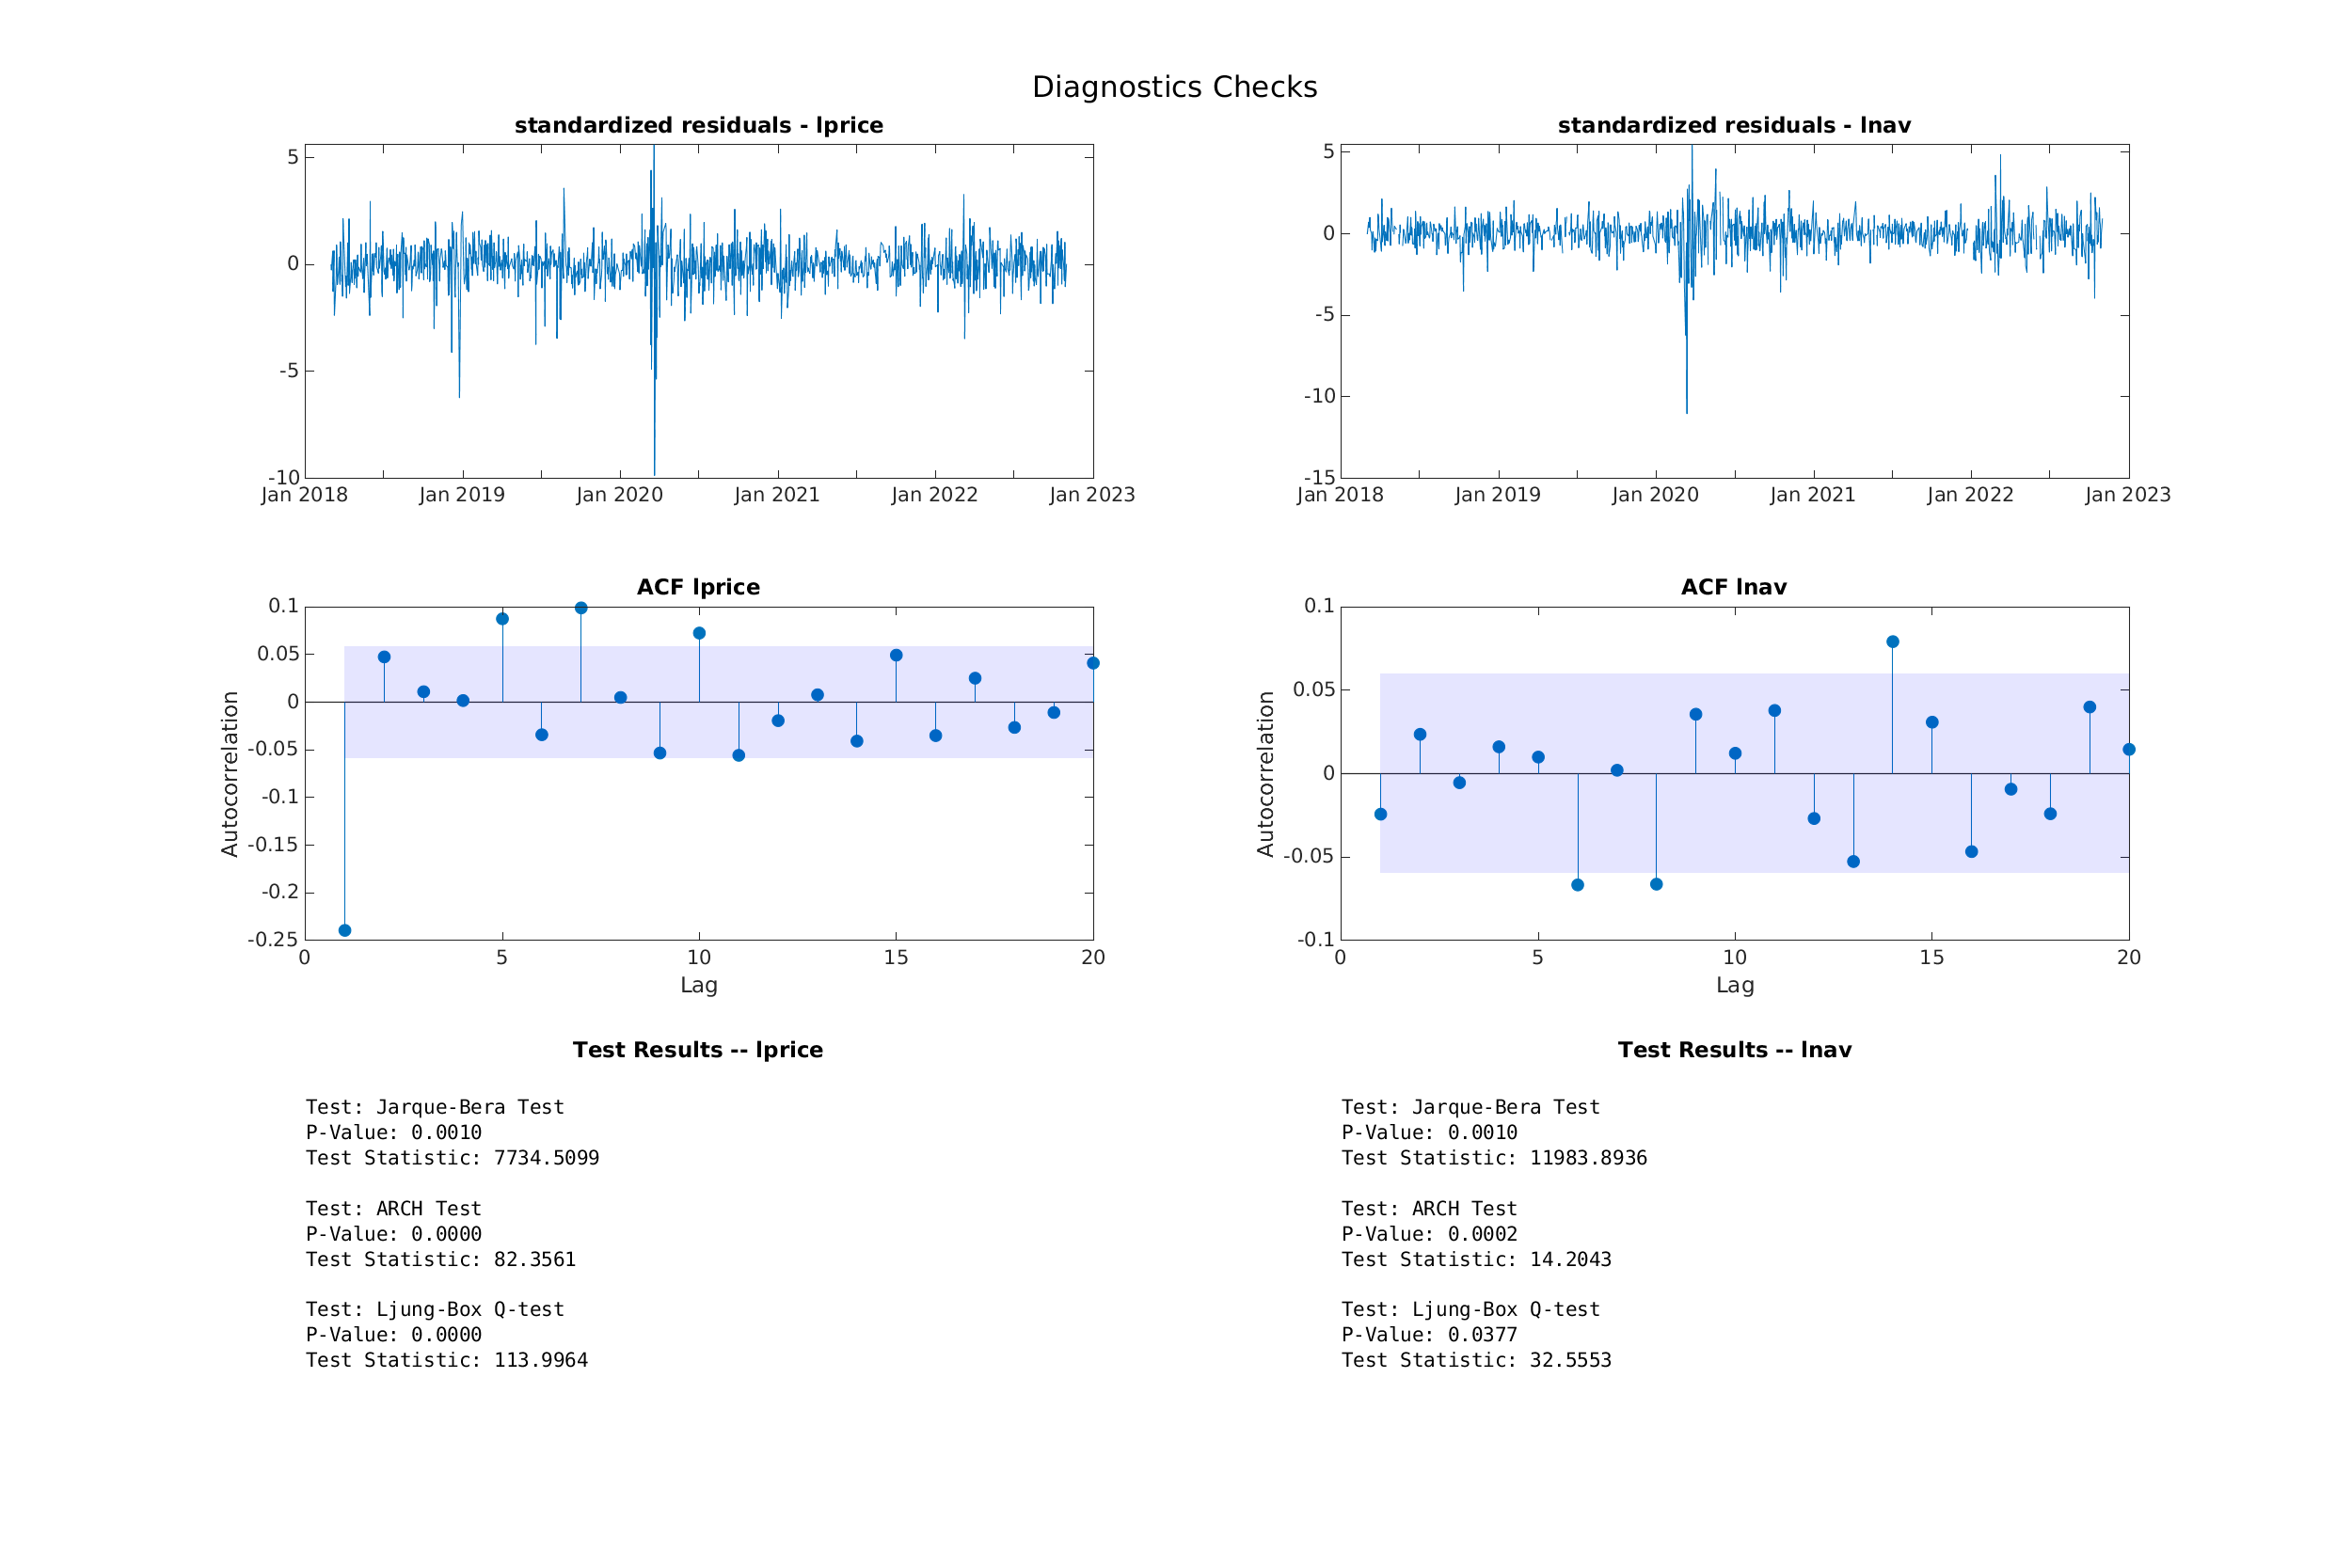 Diagnostics Checks
standardized residuals - lprice
5
0
-5
-10
Jan 2018 Jan 2019 Jan 2020 Jan 2021 Jan 2022 Jan 2023
standardized residuals - lnav
5
0
-5
-10
-15
Jan 2018 Jan 2019 Jan 2020 Jan 2021 Jan 2022 Jan 2023
ACF lprice
0.1
0.05
0
-0.05
-0.1
-0.15
-0.2
-0.25
Autocorrelation
0 5 10 15 20
Lag
ACF lnav
0.1
0.05
0
-0.05
-0.1
Autocorrelation
0 5 10 15 20
Lag
Test Results -- lprice
Test: Jarque-Bera Test
P-Value: 0.0010
Test Statistic: 7734.5099
Test: ARCH Test
P-Value: 0.0000
Test Statistic: 82.3561
Test: Ljung-Box Q-test
P-Value: 0.0000
Test Statistic: 113.9964
Test Results -- lnav
Test: Jarque-Bera Test
P-Value: 0.0010
Test Statistic: 11983.8936
Test: ARCH Test
P-Value: 0.0002
Test Statistic: 14.2043
Test: Ljung-Box Q-test
P-Value: 0.0377
Test Statistic: 32.5553